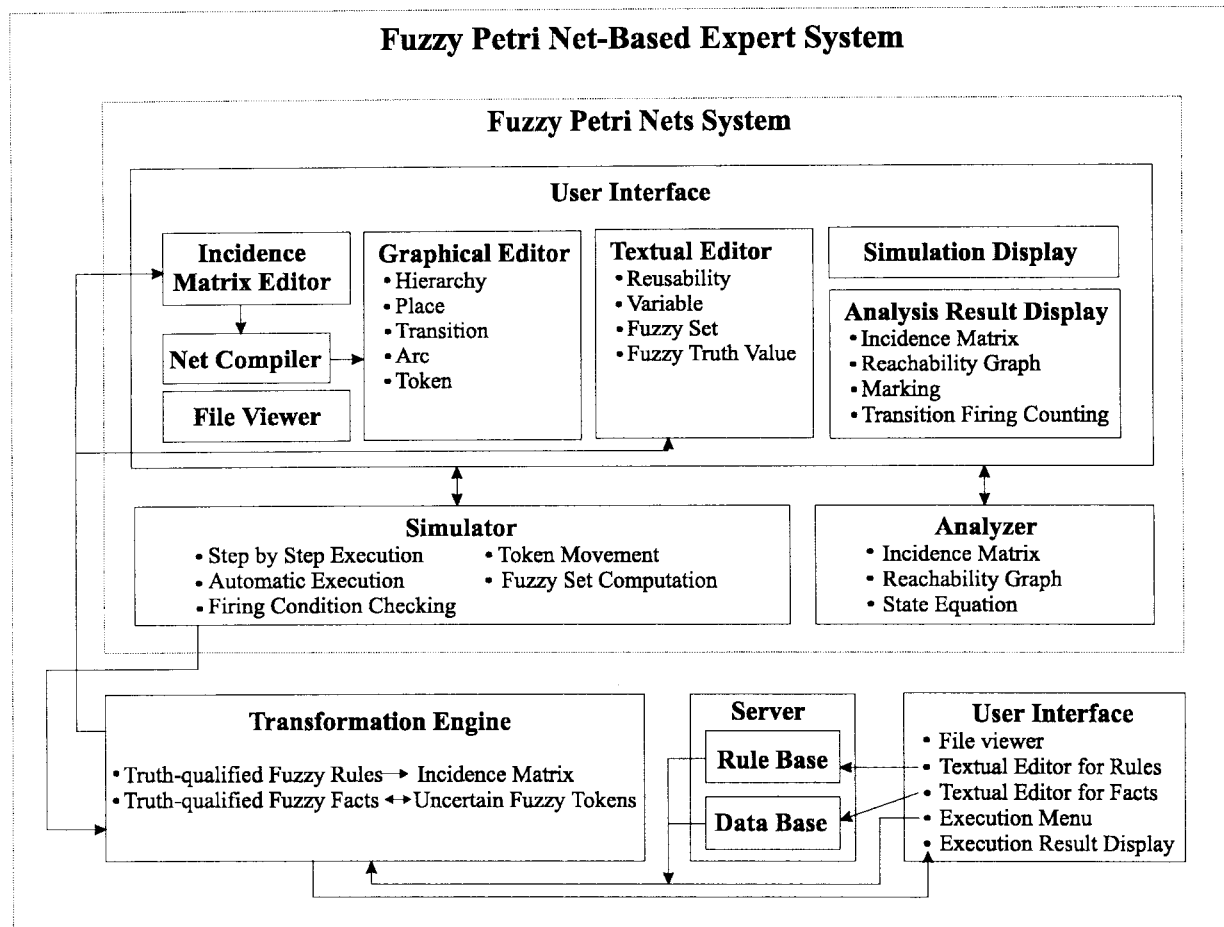 Fuzzy Petri Net-Based Expert System
Fuzzy Petri Nets System
User Interface
Incidence
Matrix Editor
Net Compiler
File Viewer
Graphical Editor
• Hierarchy
• Place
• Transition
• Arc
• Token
Textual Editor
• Reusability
• Variable
• Fuzzy Set
• Fuzzy Truth Value
Simulation Display
Analysis Result Display
• Incidence Matrix
• Reachability Graph
• Marking
• Transition Firing Counting
Simulator
• Step by Step Execution
• Automatic Execution
• Firing Condition Checking
• Token Movement
• Fuzzy Set Computation
Analyzer
• Incidence Matrix
• Reachability Graph
• State Equation
Transformation Engine
• Truth-qualified Fuzzy Rules → Incidence Matrix
• Truth-qualified Fuzzy Facts ↔ Uncertain Fuzzy Tokens
Server
Rule Base
Data Base
User Interface
• File viewer
• Textual Editor for Rules
• Textual Editor for Facts
• Execution Menu
• Execution Result Display